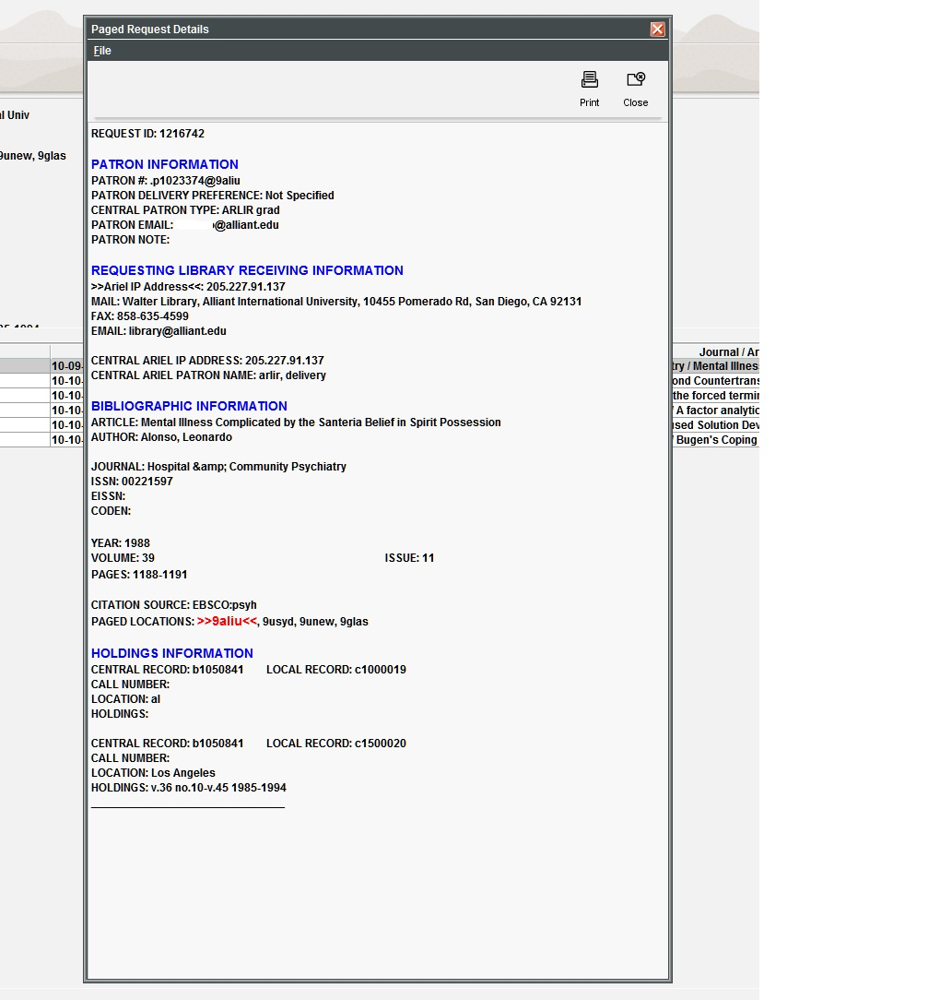 Paged Request Details
File
Print Close
REQUEST ID: 1216742
PATRON INFORMATION
PATRON #: .p1023374@9aliu
PATRON DELIVERY PREFERENCE: Not Specified
CENTRAL PATRON TYPE: ARLIR grad
PATRON EMAIL: @alliant.edu
PATRON NOTE:
REQUESTING LIBRARY RECEIVING INFORMATION
>>Ariel IP Address<<: 205.227.91.137
MAIL: Walter Library, Alliant International University, 10455 Pomerado Rd, San Diego, CA 92131
FAX: 858-635-4599
EMAIL: library@alliant.edu
CENTRAL ARIEL IP ADDRESS: 205.227.91.137
CENTRAL ARIEL PATRON NAME: arlir, delivery
BIBLIOGRAPHIC INFORMATION
ARTICLE: Mental Illness Complicated by the Santeria Belief in Spirit Possession
AUTHOR: Alonso, Leonardo
JOURNAL: Hospital &amp; Community Psychiatry
ISSN: 00221597
EISSN:
CODEN:
YEAR: 1988
VOLUME: 39 ISSUE: 11
PAGES: 1188-1191
CITATION SOURCE: EBSCO:psyh
PAGED LOCATIONS: >>9aliu<<, 9usyd, 9unew, 9glas
HOLDINGS INFORMATION
CENTRAL RECORD: b1050841 LOCAL RECORD: c1000019
CALL NUMBER:
LOCATION: al
HOLDINGS:
CENTRAL RECORD: b1050841 LOCAL RECORD: c1500020
CALL NUMBER:
LOCATION: Los Angeles
HOLDINGS: v.36 no.10-v.45 1985-1994
l Univ
9unew, 9glas
Journal / Ar
10-09- try / Mental Illness
10-10- ond Countertrans
10-10- the forced termin
10-10- / A factor analytic
10-10- used Solution Dev
10-10- / Bugen's Coping